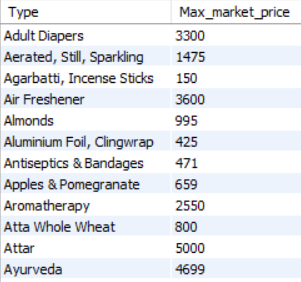 Type Max_market_price
Adult Diapers 3300
Aerated, Still, Sparkling 1475
Agarbatti, Incense Sticks 150
Air Freshener 3600
Almonds 995
Aluminium Foil, Clingwrap 425
Antiseptics & Bandages 471
Apples & Pomegranate 659
Aromatherapy 2550
Atta Whole Wheat 800
Attar 5000
Ayurveda 4699